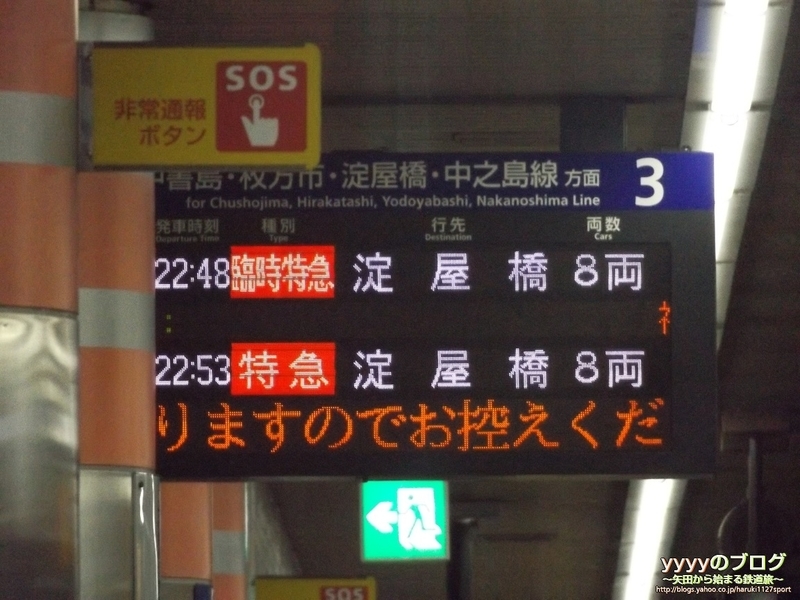 SOS
非常通報
ボタン
書島・枚方市・淀屋橋・中之島線 方面 3
for Chushojima, Hirakatashi, Yodoyabashi, Nakanoshima Line
発車時刻 種別 行先 両数
Departure Time Type Destination Cars
22:48 臨時特急 淀屋橋 8両
22:53 特急 淀屋橋 8両
りますのでお控えくだ
SOS
yyyyのブログ
～矢田から始まる鉄道旅～
http://blogs.yahoo.co.jp/haruki1127sport